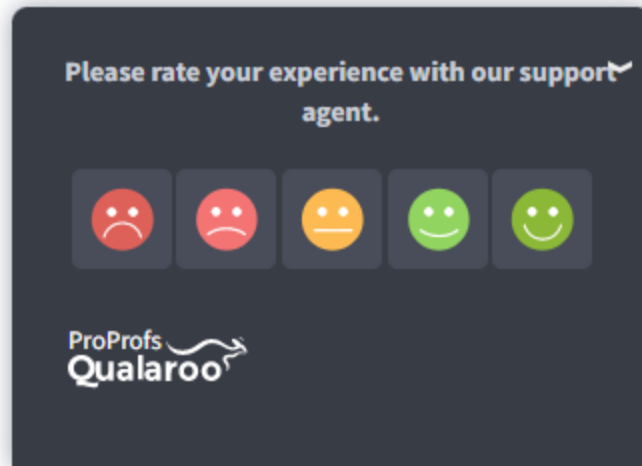 Please rate your experience with our support
agent.
ProProfs
Qualaroo